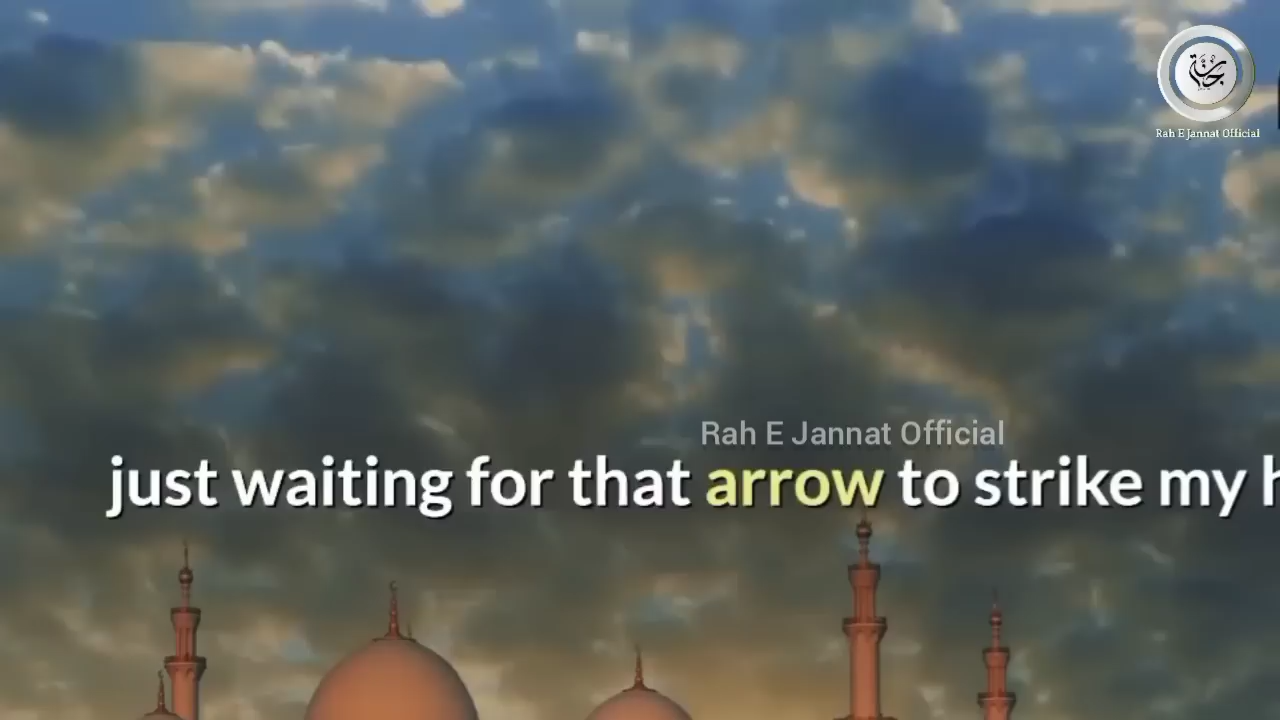 Rah E Jannat Official
Rah E Jannat Official
just waiting for that arrow to strike my